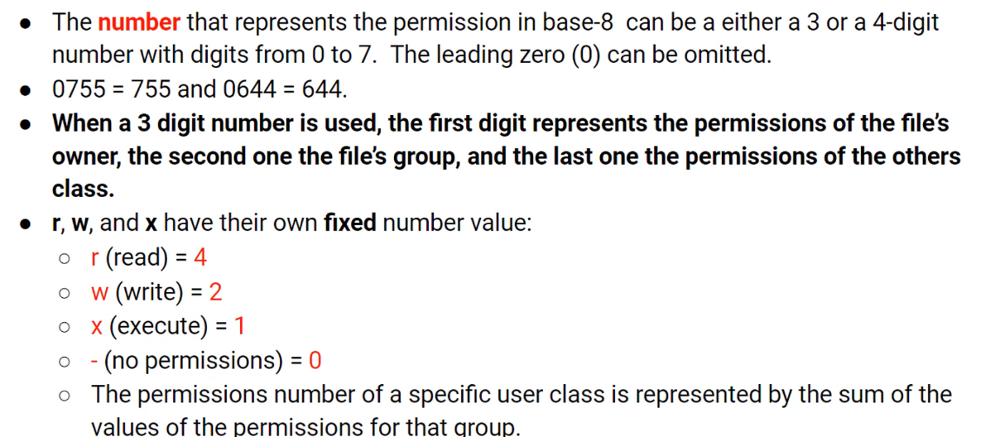 ● The number that represents the permission in base-8 can be a either a 3 or a 4-digit
number with digits from 0 to 7. The leading zero (0) can be omitted.
● 0755 = 755 and 0644 = 644.
● When a 3 digit number is used, the first digit represents the permissions of the file's
owner, the second one the file's group, and the last one the permissions of the others
class.
● r, w, and x have their own fixed number value:
○ r (read) = 4
○ w (write) = 2
○ x (execute) = 1
○ - (no permissions) = 0
○ The permissions number of a specific user class is represented by the sum of the
values of the permissions for that group.